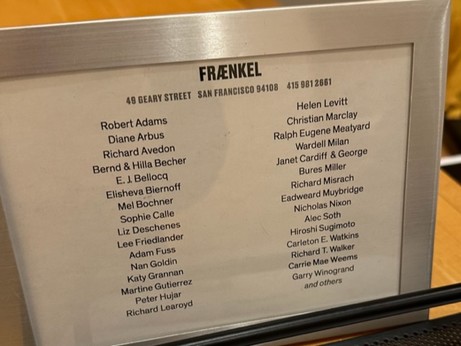 FRÆNKEL
49 GEARY STREET SAN FRANCISCO 94108 415 981 2661
Robert Adams
Diane Arbus
Richard Avedon
Bernd & Hilla Becher
E. J. Bellocq
Elisheva Biernoff
Mel Bochner
Sophie Calle
Liz Deschenes
Lee Friedlander
Adam Fuss
Nan Goldin
Katy Grannan
Martine Gutierrez
Peter Hujar
Richard Learoyd
Helen Levitt
Christian Marclay
Ralph Eugene Meatyard
Wardell Milan
Janet Cardiff & George
Bures Miller
Richard Misrach
Eadweard Muybridge
Nicholas Nixon
Alec Soth
Hiroshi Sugimoto
Carleton E. Watkins
Richard T. Walker
Carrie Mae Weems
Garry Winogrand
and others